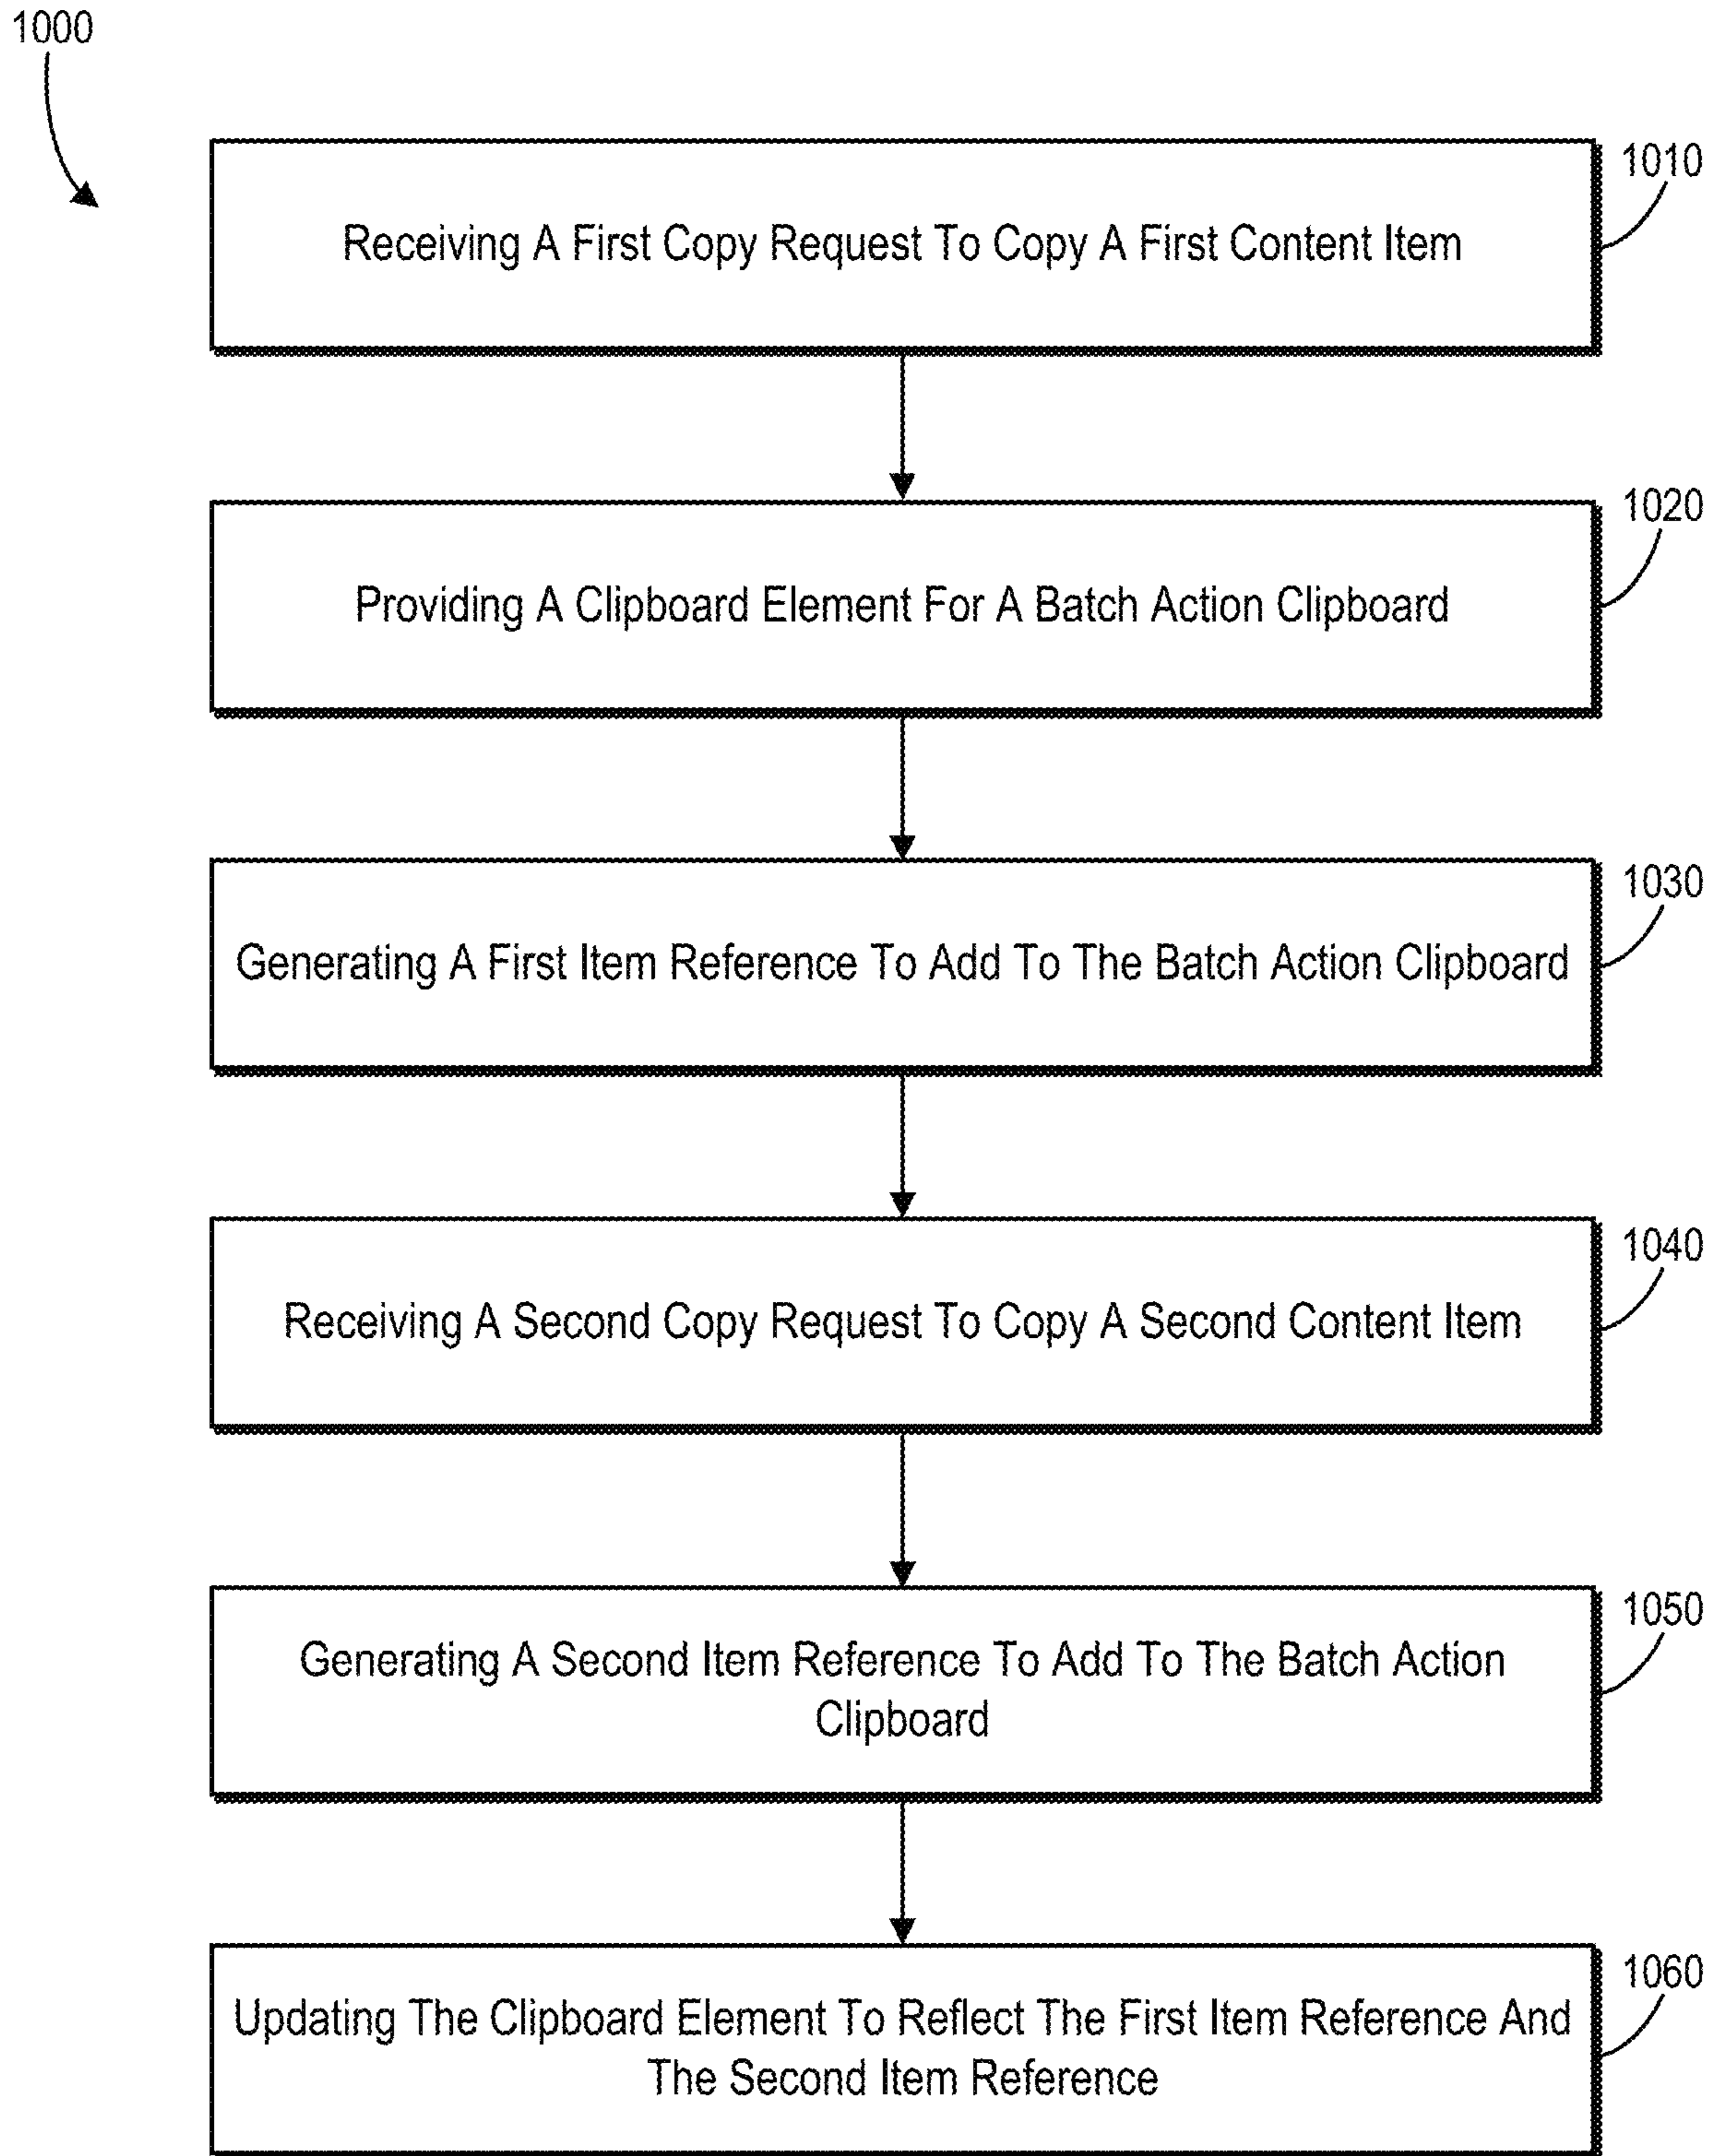 1000
1010
Receiving A First Copy Request To Copy A First Content Item
1020
Providing A Clipboard Element For A Batch Action Clipboard
1030
Generating A First Item Reference To Add To The Batch Action Clipboard
1040
Receiving A Second Copy Request To Copy A Second Content Item
1050
Generating A Second Item Reference To Add To The Batch Action
Clipboard
1060
Updating The Clipboard Element To Reflect The First Item Reference And
The Second Item Reference